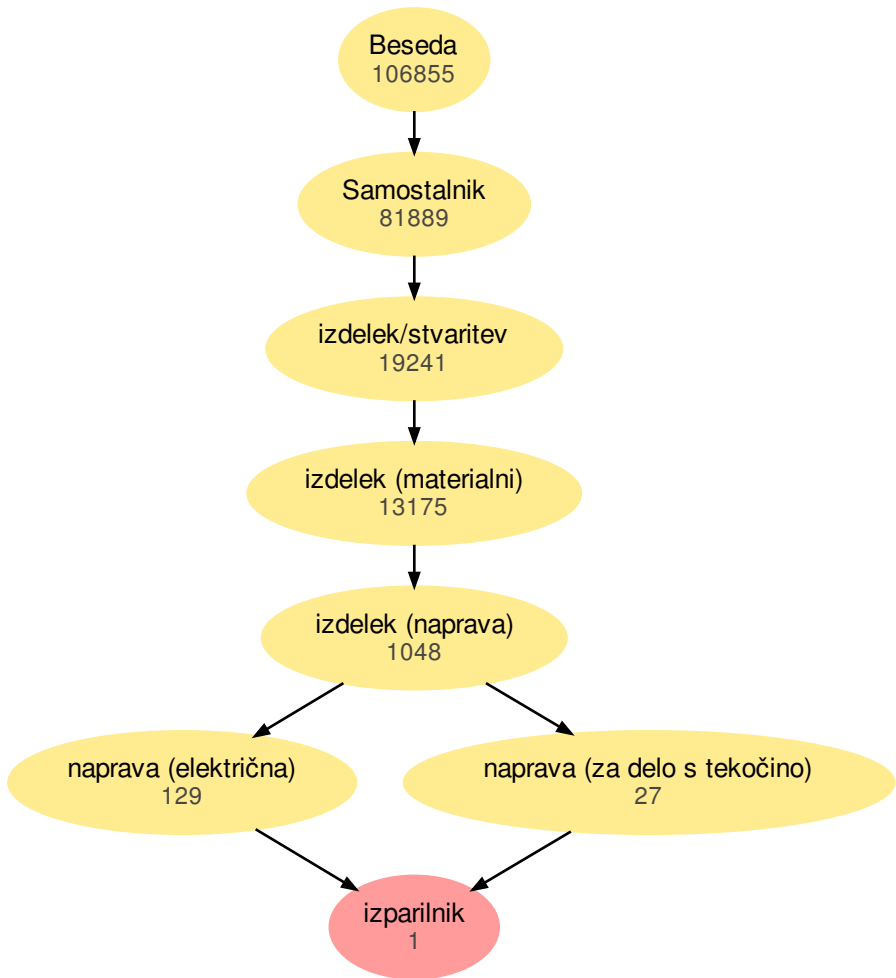 Beseda
106855
Samostalnik
81889
izdelek/stvaritev
19241
izdelek (materialni)
13175
izdelek (naprava)
1048
naprava (električna)
129
naprava (za delo s tekočino)
27
izparilnik
1